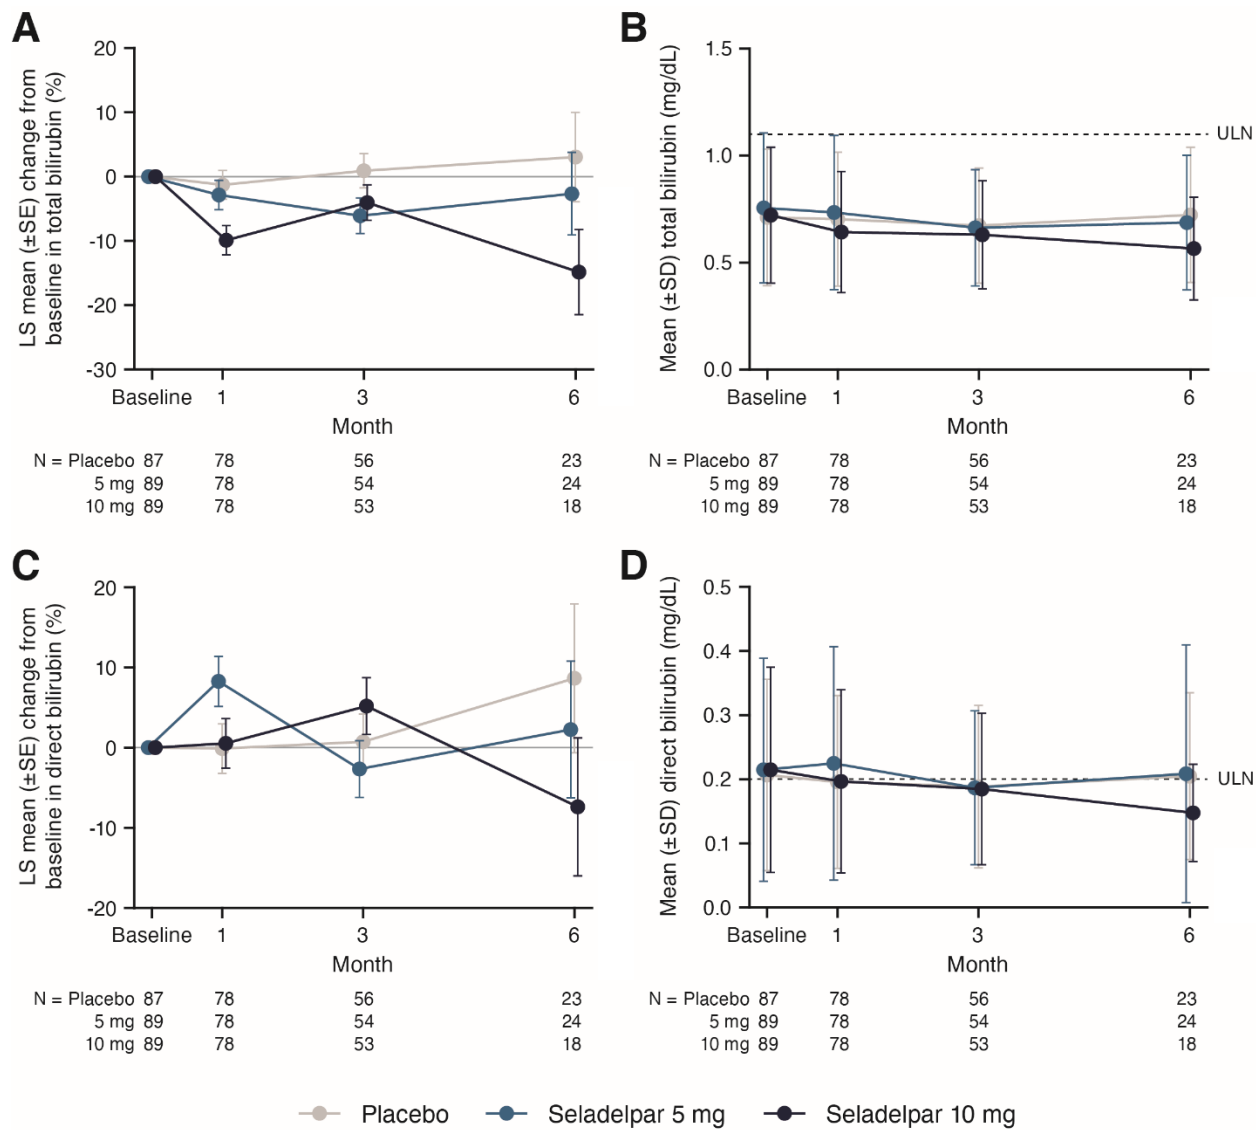 A
LS mean (±SE) change from
baseline in total bilirubin (%)
20
10
0
-10
-20
-30
Baseline 1 3 6
Month
N = Placebo 87 78 56 23
5 mg 89 78 54 24
10 mg 89 78 53 18
B
Mean (±SD) total bilirubin (mg/dL)
1.5
1.0
0.5
0.0
ULN
Baseline 1 3 6
Month
N = Placebo 87 78 56 23
5 mg 89 78 54 24
10 mg 89 78 53 18
C
LS mean (±SE) change from
baseline in direct bilirubin (%)
20
10
0
-10
-20
Baseline 1 3 6
Month
N = Placebo 87 78 56 23
5 mg 89 78 54 24
10 mg 89 78 53 18
D
Mean (±SD) direct bilirubin (mg/dL)
0.5
0.4
0.3
0.2
0.1
0.0
ULN
Baseline 1 3 6
Month
N = Placebo 87 78 56 23
5 mg 89 78 54 24
10 mg 89 78 53 18
Placebo Seladelpar 5 mg Seladelpar 10 mg